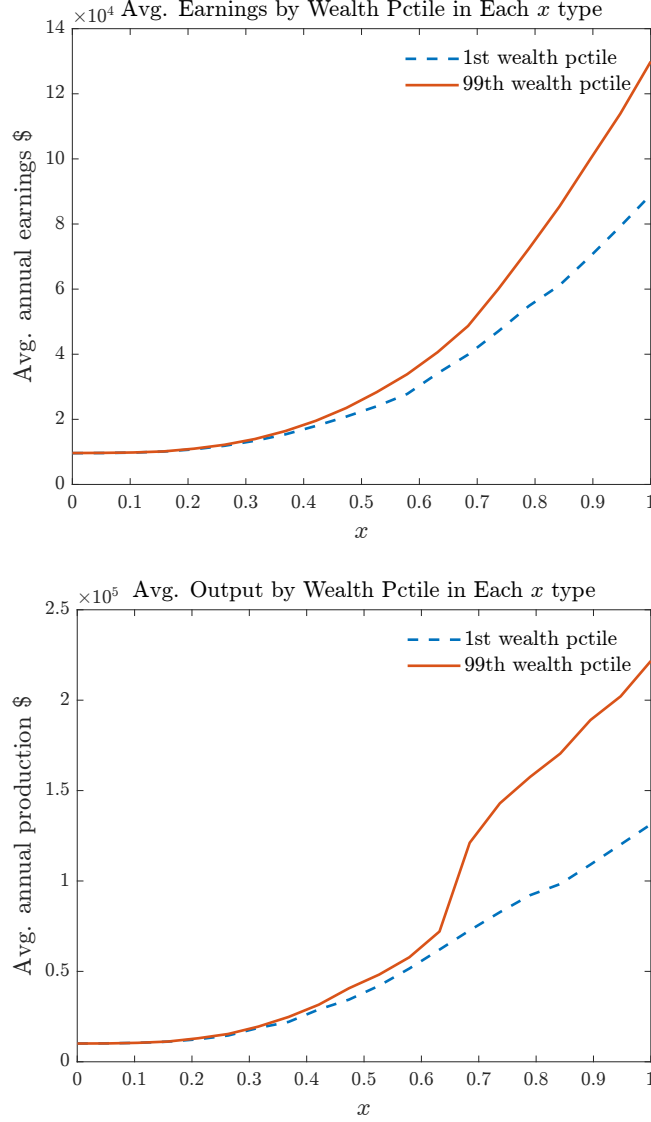 ×10⁴ Avg. Earnings by Wealth Pctile in Each x type
14
12
10
8
6
4
2
0
Avg. annual earnings $
1st wealth pctile
99th wealth pctile
0 0.1 0.2 0.3 0.4 0.5 0.6 0.7 0.8 0.9 1
x
×10⁵ Avg. Output by Wealth Pctile in Each x type
2.5
2
1.5
1
0.5
0
Avg. annual production $
1st wealth pctile
99th wealth pctile
0 0.1 0.2 0.3 0.4 0.5 0.6 0.7 0.8 0.9 1
x